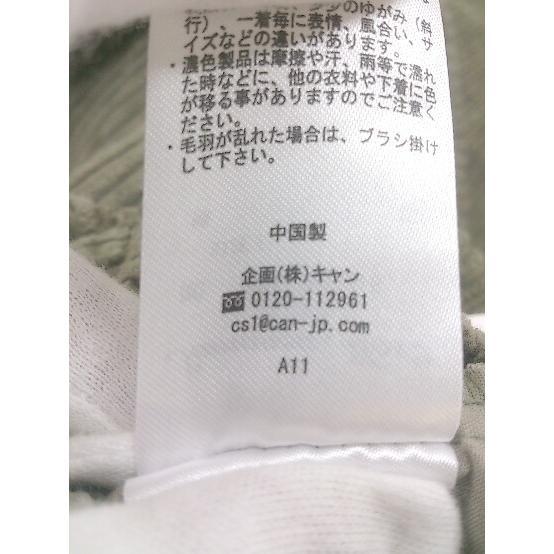 のゆがみ(斜
行)、一着毎に表情、風合い、サ
イズなどの違いがあります。
・濃色製品は摩擦や汗、雨等で濡れ
た時などに、他の衣料や下着に色
が移る事がありますのでご注意く
ださい。
・毛羽が乱れた場合は、ブラシ掛け
して下さい。
中国製
企画(株)キャン
0120-112961
cs1@can-jp.com
A11